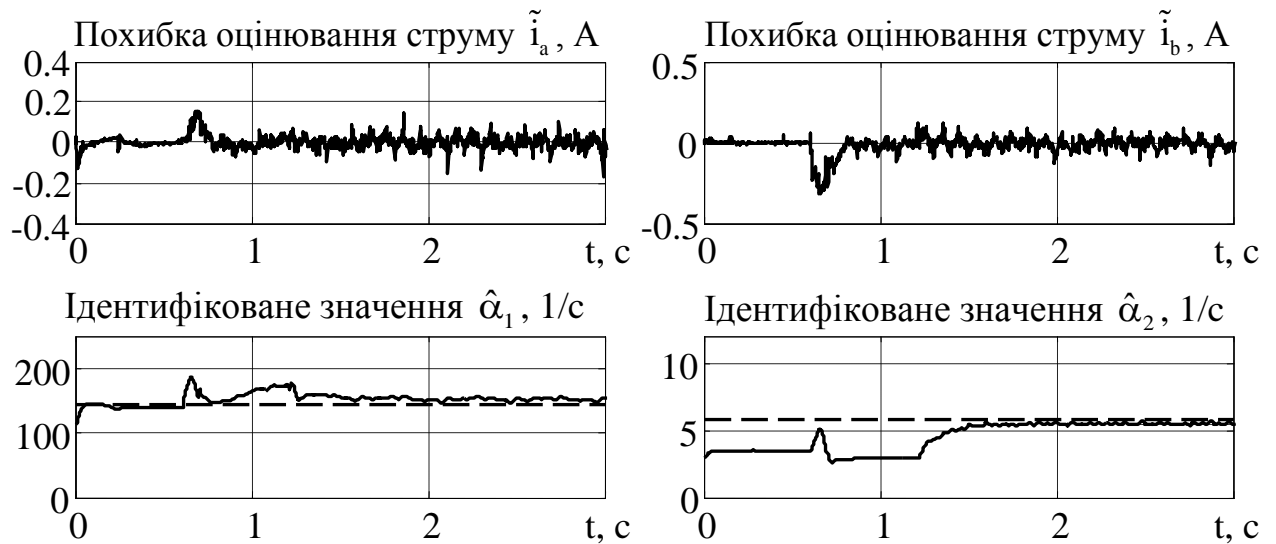 Похибка оцінювання струму ĩₐ, А
0.4
0.2
0
-0.2
-0.4
0 1 2 t, с
Похибка оцінювання струму ĩ_b, А
0.5
0
-0.5
0 1 2 t, с
Ідентифіковане значення α̂₁, 1/с
200
100
0
0 1 2 t, с
Ідентифіковане значення α̂₂, 1/с
10
5
0
0 1 2 t, с